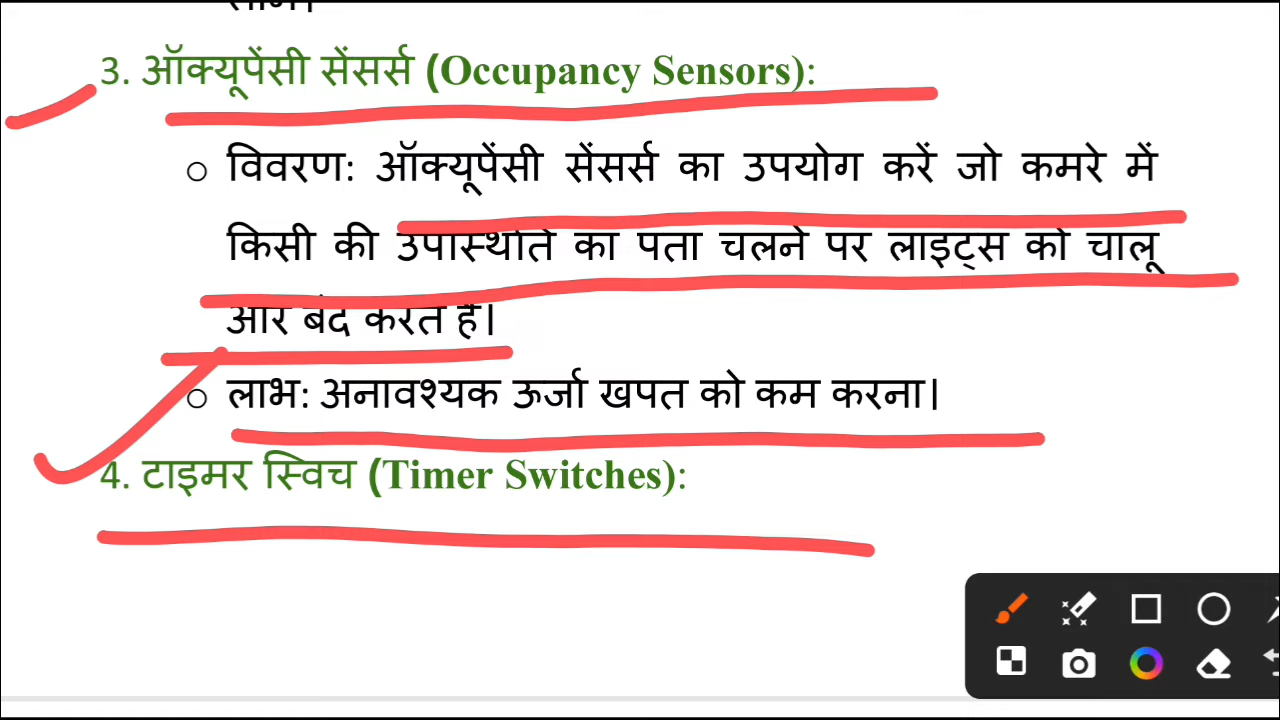 लाभ।
3. ऑक्यूपेंसी सेंसर्स (Occupancy Sensors):
○ विवरण: ऑक्यूपेंसी सेंसर्स का उपयोग करें जो कमरे में
किसी की उपस्थिति का पता चलने पर लाइट्स को चालू
और बंद करते हैं।
○ लाभ: अनावश्यक ऊर्जा खपत को कम करना।
4. टाइमर स्विच (Timer Switches):